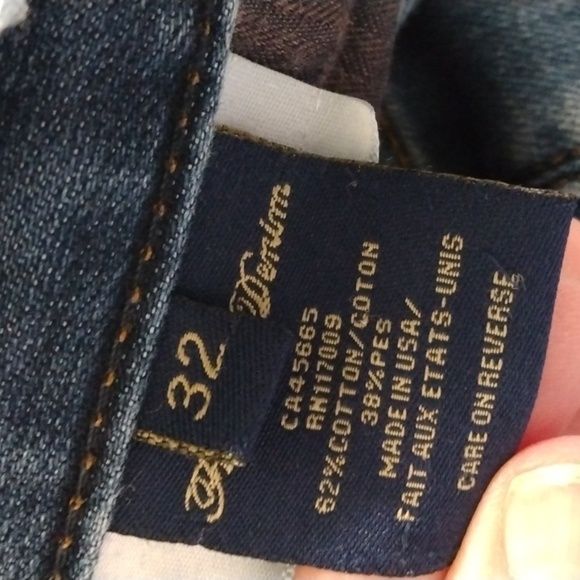 Denim
32
CA45665
RN117009
62%COTTON/COTON
38%PES
MADE IN USA/
FAIT AUX ETATS-UNIS
CARE ON REVERSE